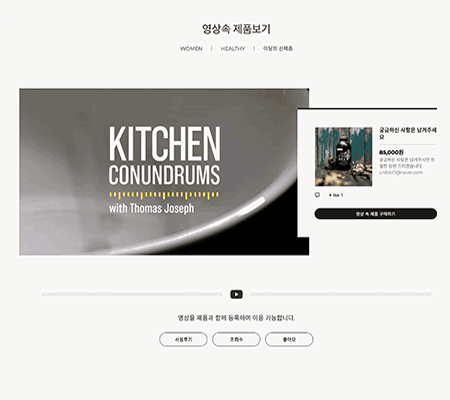 영상속 제품보기
WOMEN | HEALTHY | 이달의 신제품
KITCHEN
CONUNDRUMS
with Thomas Joseph
궁금하신 사항은 남겨주세
요
85,000원
궁금하신 사항은 남겨주시면 친
절한 답변 드리겠습니다.
like 1
영상 속 제품 구매하기
영상을 제품과 함께 등록하여 이용 가능합니다.
사용후기
조회수
좋아요